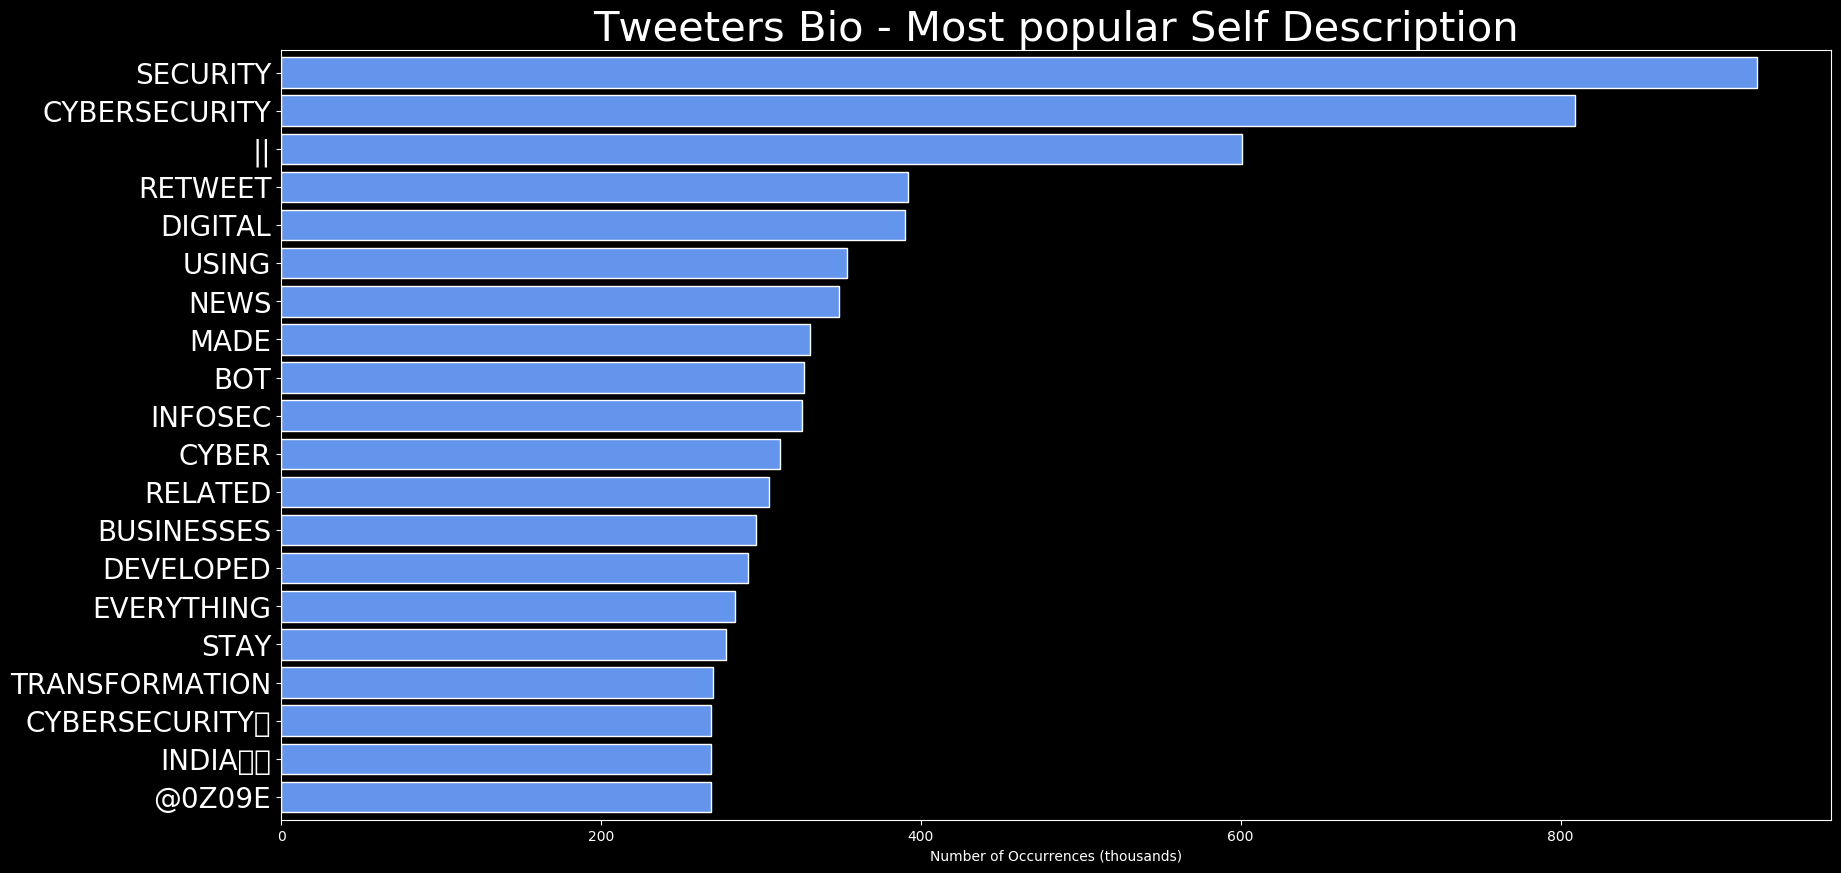 Tweeters Bio - Most popular Self Description
SECURITY
CYBERSECURITY
||
RETWEET
DIGITAL
USING
NEWS
MADE
BOT
INFOSEC
CYBER
RELATED
BUSINESSES
DEVELOPED
EVERYTHING
STAY
TRANSFORMATION
CYBERSECURITY▯
INDIA▯▯
@0Z09E
0 200 400 600 800
Number of Occurrences (thousands)